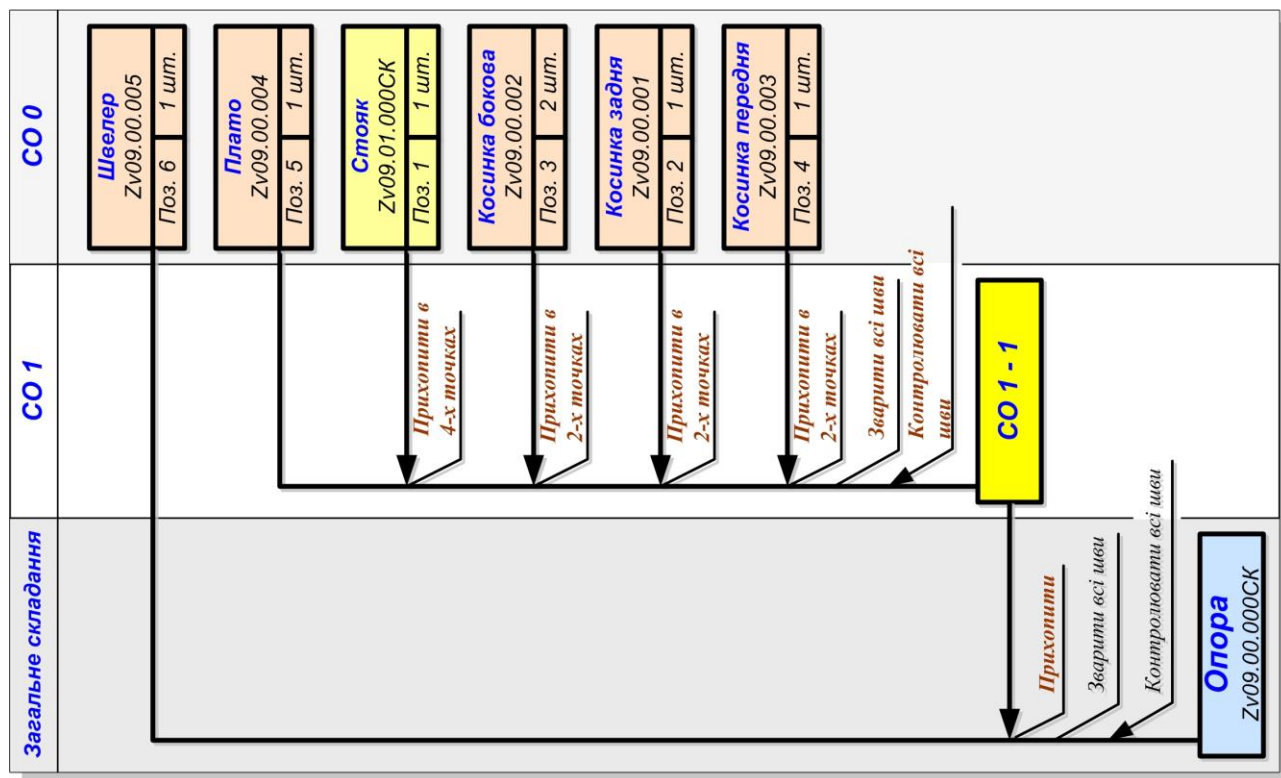 СО 0
Швелер
Zv09.00.005
Поз. 6
1 шт.
Плато
Zv09.00.004
Поз. 5
1 шт.
Стояк
Zv09.01.000СК
Поз. 1
1 шт.
Косинка бокова
Zv09.00.002
Поз. 3
2 шт.
Косинка задня
Zv09.00.001
Поз. 2
1 шт.
Косинка передня
Zv09.00.003
Поз. 4
1 шт.
СО 1
Прихопити в
4-х точках
Прихопити в
2-х точках
Прихопити в
2-х точках
Прихопити в
2-х точках
Зварити всі шви
Контролювати всі
шви
СО 1 - 1
Загальне складання
Прихопити
Зварити всі шви
Контролювати всі шви
Опора
Zv09.00.000СК